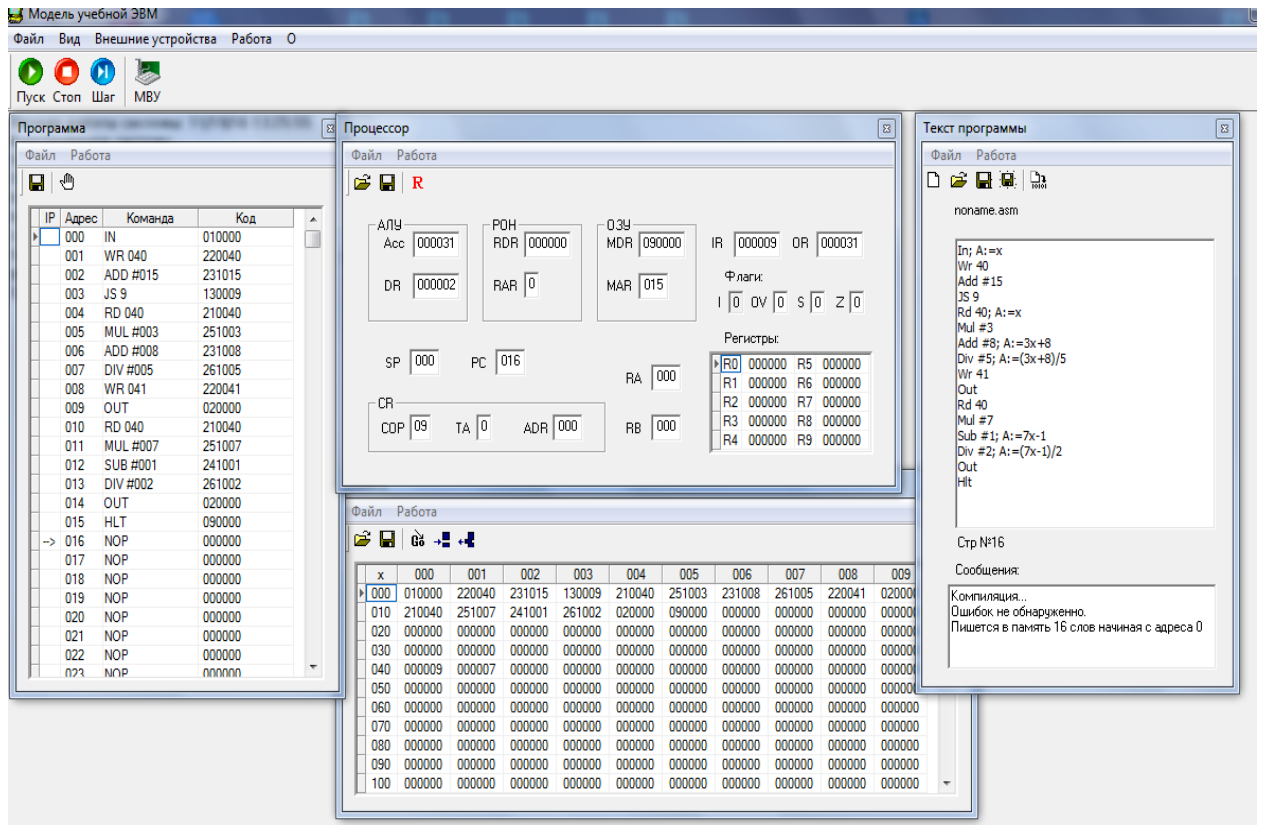 Модель учебной ЭВМ
Файл Вид Внешние устройства Работа О
Пуск Стоп Шаг МВУ
Программа
Файл Работа
IP Адрес Команда Код
000 IN 010000
001 WR 040 220040
002 ADD #015 231015
003 JS 9 130009
004 RD 040 210040
005 MUL #003 251003
006 ADD #008 231008
007 DIV #005 261005
008 WR 041 220041
009 OUT 020000
010 RD 040 210040
011 MUL #007 251007
012 SUB #001 241001
013 DIV #002 261002
014 OUT 020000
015 HLT 090000
--> 016 NOP 000000
017 NOP 000000
018 NOP 000000
019 NOP 000000
020 NOP 000000
021 NOP 000000
022 NOP 000000
023 NOP 000000
Процессор
Файл Работа
R
АЛУ РОН ОЗУ
Acc 000031 RDR 000000 MDR 090000 IR 000009 OR 000031
DR 000002 RAR 0 MAR 015
Флаги:
I 0 OV 0 S 0 Z 0
Регистры:
SP 000 PC 016 RA 000
R0 000000 R5 000000
R1 000000 R6 000000
R2 000000 R7 000000
R3 000000 R8 000000
R4 000000 R9 000000
CR
COP 09 TA 0 ADR 000 RB 000
Файл Работа
Go
x 000 001 002 003 004 005 006 007 008 009
000 010000 220040 231015 130009 210040 251003 231008 261005 220041 02000
010 210040 251007 241001 261002 020000 090000 000000 000000 000000 000000
020 000000 000000 000000 000000 000000 000000 000000 000000 000000 000000
030 000000 000000 000000 000000 000000 000000 000000 000000 000000 000000
040 000009 000007 000000 000000 000000 000000 000000 000000 000000 000000
050 000000 000000 000000 000000 000000 000000 000000 000000 000000 000000
060 000000 000000 000000 000000 000000 000000 000000 000000 000000 000000
070 000000 000000 000000 000000 000000 000000 000000 000000 000000 000000
080 000000 000000 000000 000000 000000 000000 000000 000000 000000 000000
090 000000 000000 000000 000000 000000 000000 000000 000000 000000 000000
100 000000 000000 000000 000000 000000 000000 000000 000000 000000 000000
Текст программы
Файл Работа
noname.asm
In; A:=x
Wr 40
Add #15
JS 9
Rd 40; A:=x
Mul #3
Add #8; A:=3x+8
Div #5; A:=(3x+8)/5
Wr 41
Out
Rd 40
Mul #7
Sub #1; A:=7x-1
Div #2; A:=(7x-1)/2
Out
Hlt
Стр №16
Сообщения:
Компиляция...
Ошибок не обнаруженно.
Пишется в память 16 слов начиная с адреса 0